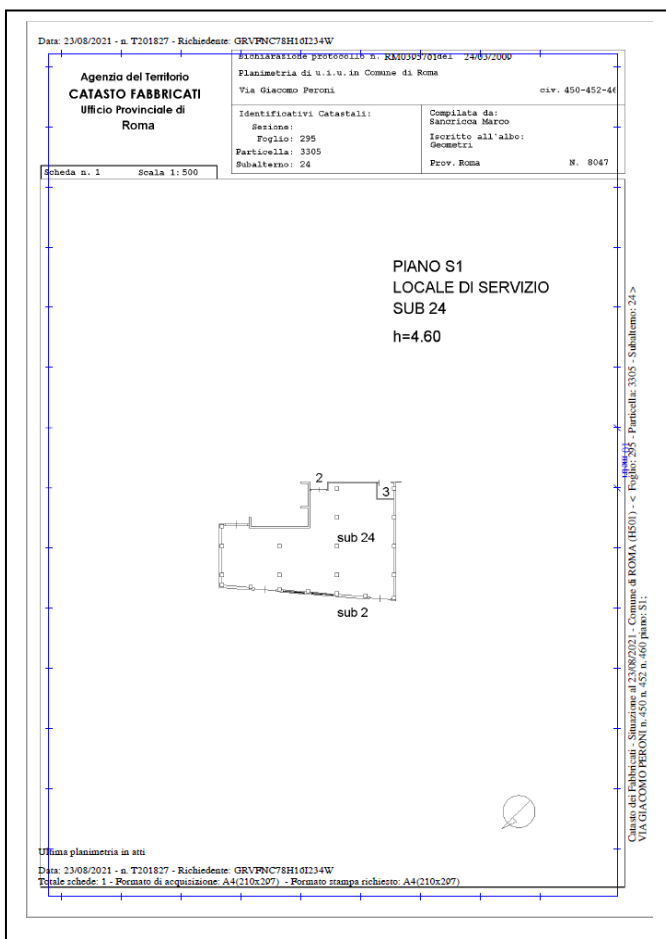 Data: 23/08/2021 - n. T201827 - Richiedente: GRVFNC78H10I234W
Agenzia del Territorio
CATASTO FABBRICATI
Ufficio Provinciale di
Roma
Dichiarazione protocollo n. del 24/03/2009
Planimetria di u.i.u. in Comune di Roma
Via Giacomo Peroni civ. 450-452-46
Identificativi Catastali:
Sezione:
Foglio: 295
Particella: 3305
Subalterno: 24
Compilata da:
Sancricca Marco
Iscritto all'albo:
Geometri
Prov. Roma N. 8047
Scheda n. 1 Scala 1:500
PIANO S1
LOCALE DI SERVIZIO
SUB 24
h=4.60
2
3
sub 24
sub 2
10 metri
Catasto dei Fabbricati - Situazione al 23/08/2021 - Comune di ROMA (H501) - < Foglio: 295 - Particella: 3305 - Subalterno: 24 >
VIA GIACOMO PERONI n. 450 n. 452 n. 460 piano: S1;
Ultima planimetria in atti
Data: 23/08/2021 - n. T201827 - Richiedente: GRVFNC78H10I234W
Totale schede: 1 - Formato di acquisizione: A4(210x297) - Formato stampa richiesto: A4(210x297)